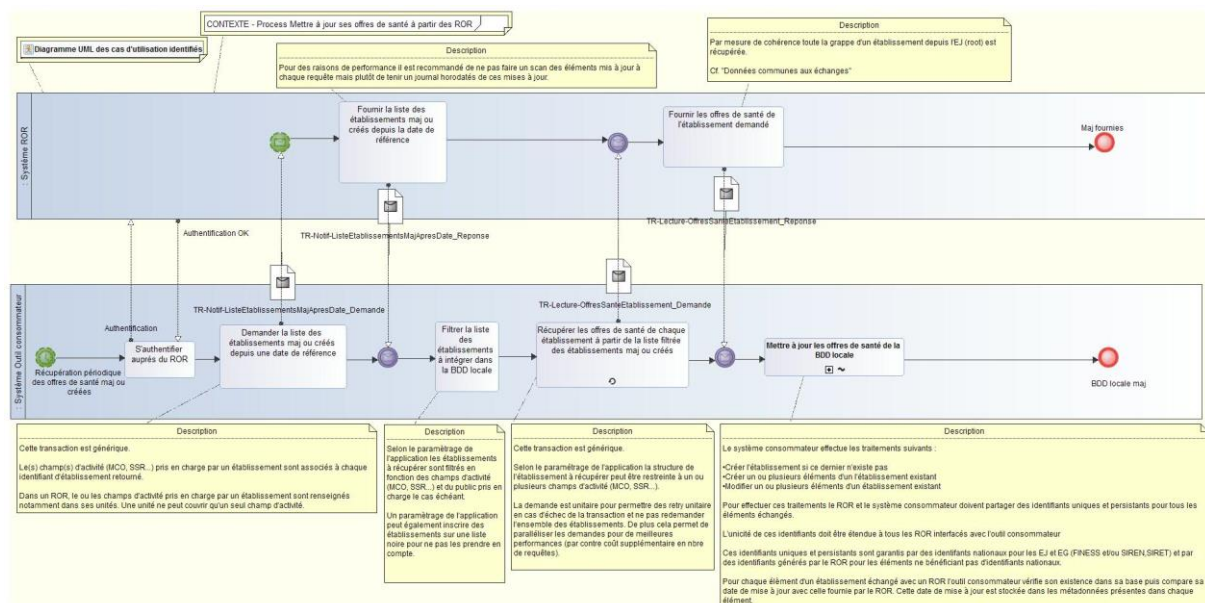 CONTEXTE - Process Mettre à jour ses offres de santé à partir des ROR
Diagramme UML des cas d'utilisation identifiés
Description
Pour des raisons de performance il est recommandé de ne pas faire un scan des éléments mis à jour à
chaque requête mais plutôt de tenir un journal horodatés de ces mises à jour.
Description
Par mesure de cohérence toute la grappe d'un établissement depuis l'EJ (root) est
récupérée.
Cf. "Données communes aux échanges"
: Système ROR
Fournir la liste des
établissements maj ou
créés depuis la date de
référence
Fournir les offres de santé de
l'établissement demandé
Maj fournies
Authentification OK
TR-Notif-ListeEtablissementsMajApresDate_Reponse
TR-Lecture-OffresSanteEtablissement_Reponse
: Système Outil consommateur
TR-Notif-ListeEtablissementsMajApresDate_Demande
TR-Lecture-OffresSanteEtablissement_Demande
Authentification
Récupération périodique
des offres de santé maj ou
créées
S'authentifier
auprès du ROR
Demander la liste des
établissements maj ou créés
depuis une date de référence
Filtrer la liste
des
établissements
à intégrer dans
la BDD locale
Récupérer les offres de santé de chaque
établissement à partir de la liste filtrée
des établissements maj ou créés
Mettre à jour les offres de santé de la
BDD locale
BDD locale maj
Description
Cette transaction est générique.
Le(s) champ(s) d'activité (MCO, SSR...) pris en charge par un établissement sont associés à chaque
identifiant d'établissement retourné.
Dans un ROR, le ou les champs d'activité pris en charge par un établissement sont renseignés
notamment dans ses unités. Une unité ne peut couvrir qu'un seul champ d'activité.
Description
Selon le paramètrage de
l'application les établissements
à récupérer sont filtrés en
fonction des champs d'activité
(MCO, SSR...) et du public pris en
charge le cas échéant.
Un paramètrage de l'application
peut également inscrire des
établissements sur une liste
noire pour ne pas les prendre en
compte.
Description
Cette transaction est générique.
Selon le paramètrage de l'application la structure de
l'établissement à récupérer peut être restreinte à un ou
plusieurs champs d'activité (MCO, SSR...).
La demande est unitaire pour permettre des retry unitaire
en cas d'échec de la transaction et ne pas redemander
l'ensemble des établissements. De plus cela permet de
paralléliser les demandes pour de meilleures
performances (par contre coût supplémentaire en nbre
de requêtes).
Description
Le système consommateur effectue les traitements suivants :
•Créer l'établissement si ce dernier n'existe pas
•Créer un ou plusieurs éléments d'un établissement existant
•Modifier un ou plusieurs éléments d'un établissement existant
Pour effectuer ces traitements le ROR et le système consommateur doivent partager des identifiants uniques et persistants pour tous les
éléments échangés.
L'unicité de ces identifiants doit être étendue à tous les ROR interfacés avec l'outil consommateur
Ces identifiants uniques et persistants sont garantis par des identifants nationaux pour les EJ et EG (FINESS et/ou SIREN,SIRET) et par
des identifiants générés par le ROR pour les éléments ne bénéficiant pas d'identifiants nationaux.
Pour chaque élément d'un établissement échangé avec un ROR l'outil consommateur vérifie son existence dans sa base puis compare sa
date de mise à jour avec celle fournie par le ROR. Cette date de mise à jour est stockée dans les métadonnées présentes dans chaque
élément.